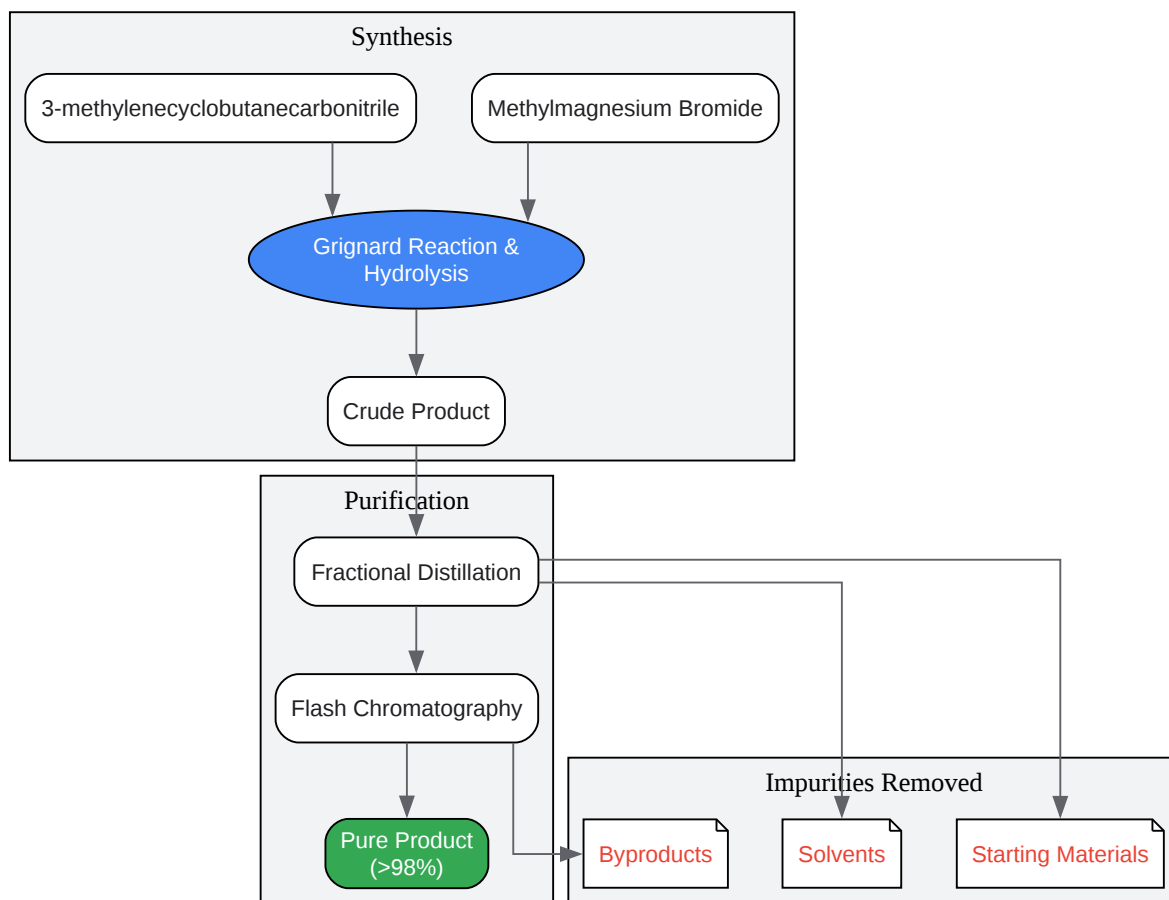 Synthesis
3-methylenecyclobutanecarbonitrile
Methylmagnesium Bromide
Grignard Reaction &
Hydrolysis
Crude Product
Purification
Fractional Distillation
Flash Chromatography
Pure Product
(>98%)
Impurities Removed
Byproducts
Solvents
Starting Materials